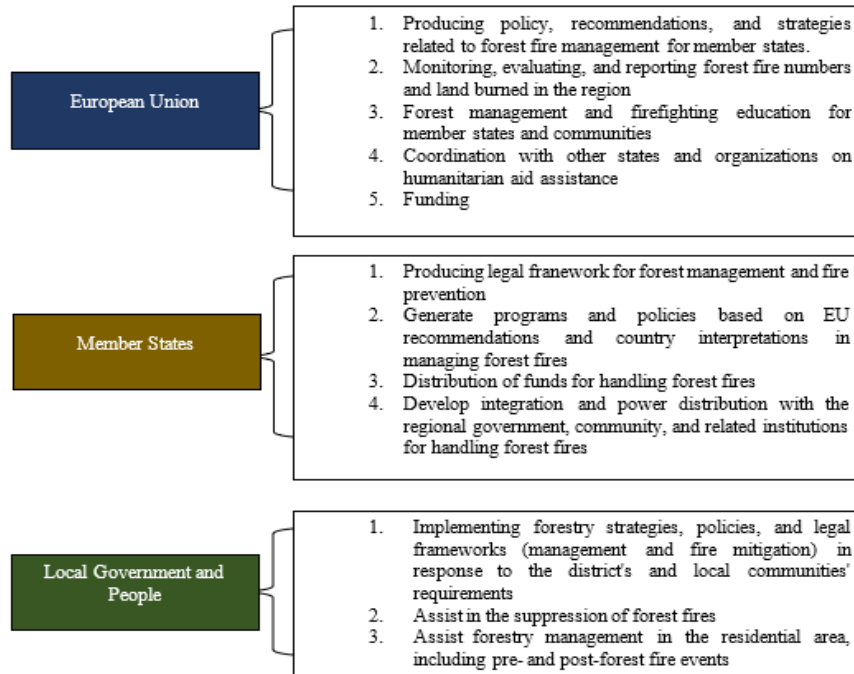 European Union
1. Producing policy, recommendations, and strategies
related to forest fire management for member states.
2. Monitoring, evaluating, and reporting forest fire numbers
and land burned in the region
3. Forest management and firefighting education for
member states and communities
4. Coordination with other states and organizations on
humanitarian aid assistance
5. Funding
Member States
1. Producing legal framework for forest management and fire
prevention
2. Generate programs and policies based on EU
recommendations and country interpretations in
managing forest fires
3. Distribution of funds for handling forest fires
4. Develop integration and power distribution with the
regional government, community, and related institutions
for handling forest fires
Local Government and
People
1. Implementing forestry strategies, policies, and legal
frameworks (management and fire mitigation) in
response to the district's and local communities'
requirements
2. Assist in the suppression of forest fires
3. Assist forestry management in the residential area,
including pre- and post-forest fire events